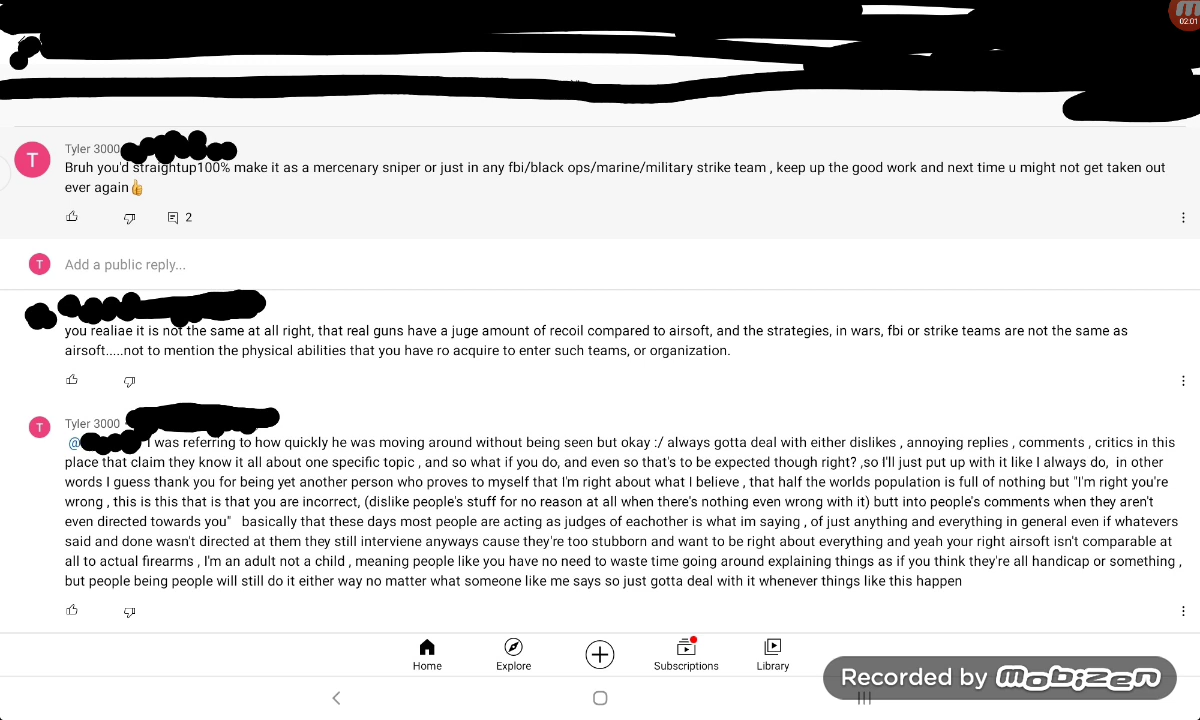 02:01
Tyler 3000
Bruh you'd straightup100% make it as a mercenary sniper or just in any fbi/black ops/marine/military strike team , keep up the good work and next time u might not get taken out
ever again👍
2
T
T
Add a public reply...
you realiae it is not the same at all right, that real guns have a juge amount of recoil compared to airsoft, and the strategies, in wars, fbi or strike teams are not the same as
airsoft.....not to mention the physical abilities that you have ro acquire to enter such teams, or organization.
T
Tyler 3000
@ I was referring to how quickly he was moving around without being seen but okay :/ always gotta deal with either dislikes , annoying replies , comments , critics in this
place that claim they know it all about one specific topic , and so what if you do, and even so that's to be expected though right? ,so I'll just put up with it like I always do,  in other
words I guess thank you for being yet another person who proves to myself that I'm right about what I believe , that half the worlds population is full of nothing but "I'm right you're
wrong , this is this that is that you are incorrect, (dislike people's stuff for no reason at all when there's nothing even wrong with it) butt into people's comments when they aren't
even directed towards you"   basically that these days most people are acting as judges of eachother is what im saying , of just anything and everything in general even if whatevers
said and done wasn't directed at them they still interviene anyways cause they're too stubborn and want to be right about everything and yeah your right airsoft isn't comparable at
all to actual firearms , I'm an adult not a child , meaning people like you have no need to waste time going around explaining things as if you think they're all handicap or something ,
but people being people will still do it either way no matter what someone like me says so just gotta deal with it whenever things like this happen
Home Explore Subscriptions Library
Recorded by mobizen